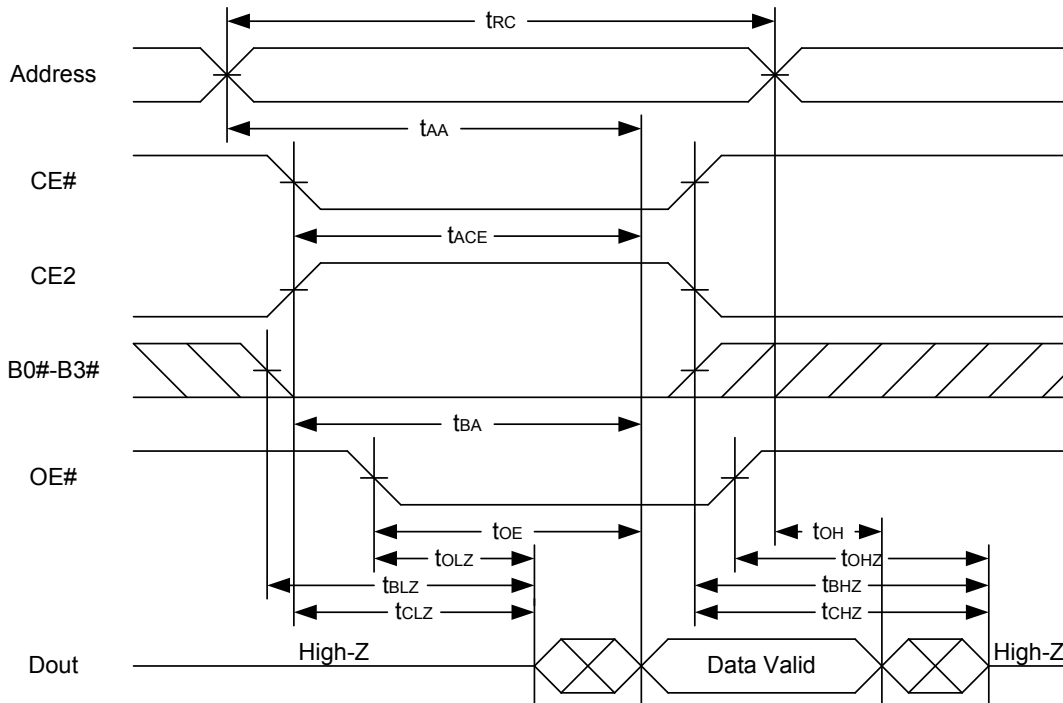 tRC
Address
tAA
CE#
tACE
CE2
B0#-B3#
tBA
OE#
tOE
tOH
tOLZ
tOHZ
tBLZ
tBHZ
tCLZ
tCHZ
Dout
High-Z
Data Valid
High-Z